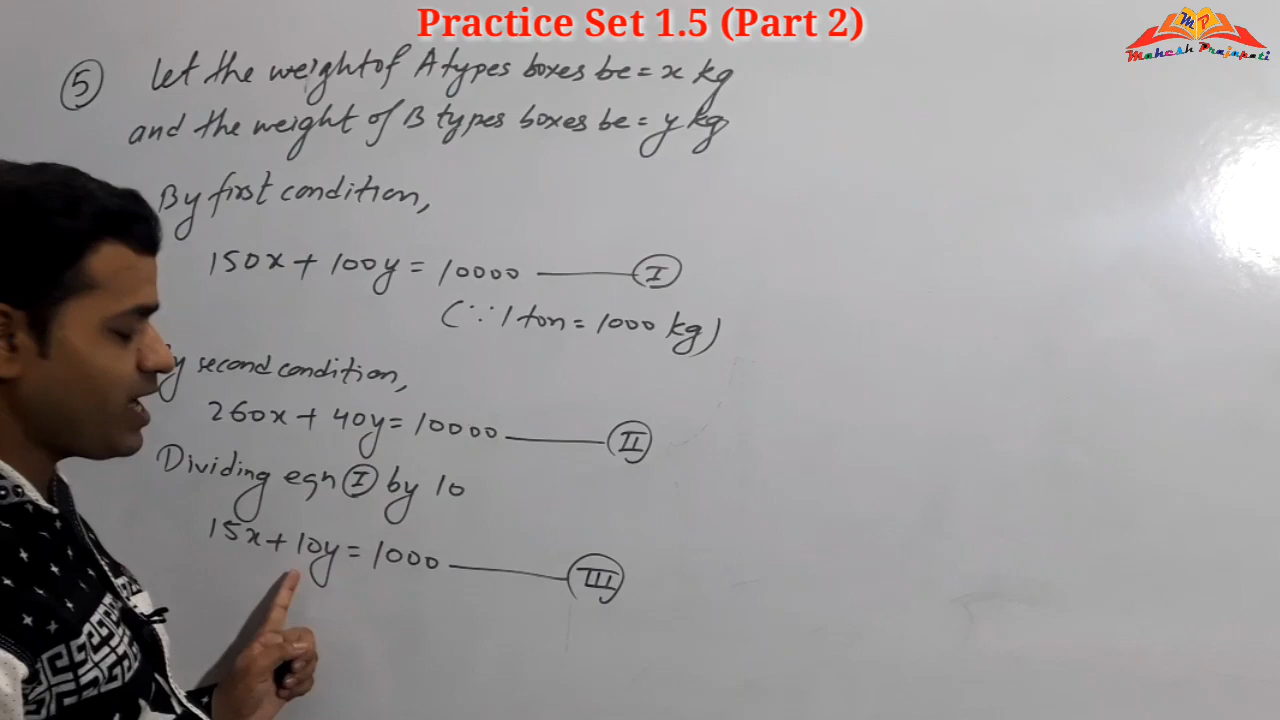 Practice Set 1.5 (Part 2)
MP
Mahesh Prajapati
5 Let the weight of A types boxes be = x kg
and the weight of B types boxes be = y kg
By first condition,
150x + 100y = 10000 I
(∵ 1 ton = 1000 kg)
y second condition,
260x + 40y = 10000 II
Dividing eqn I by 10
15x + 10y = 1000 III